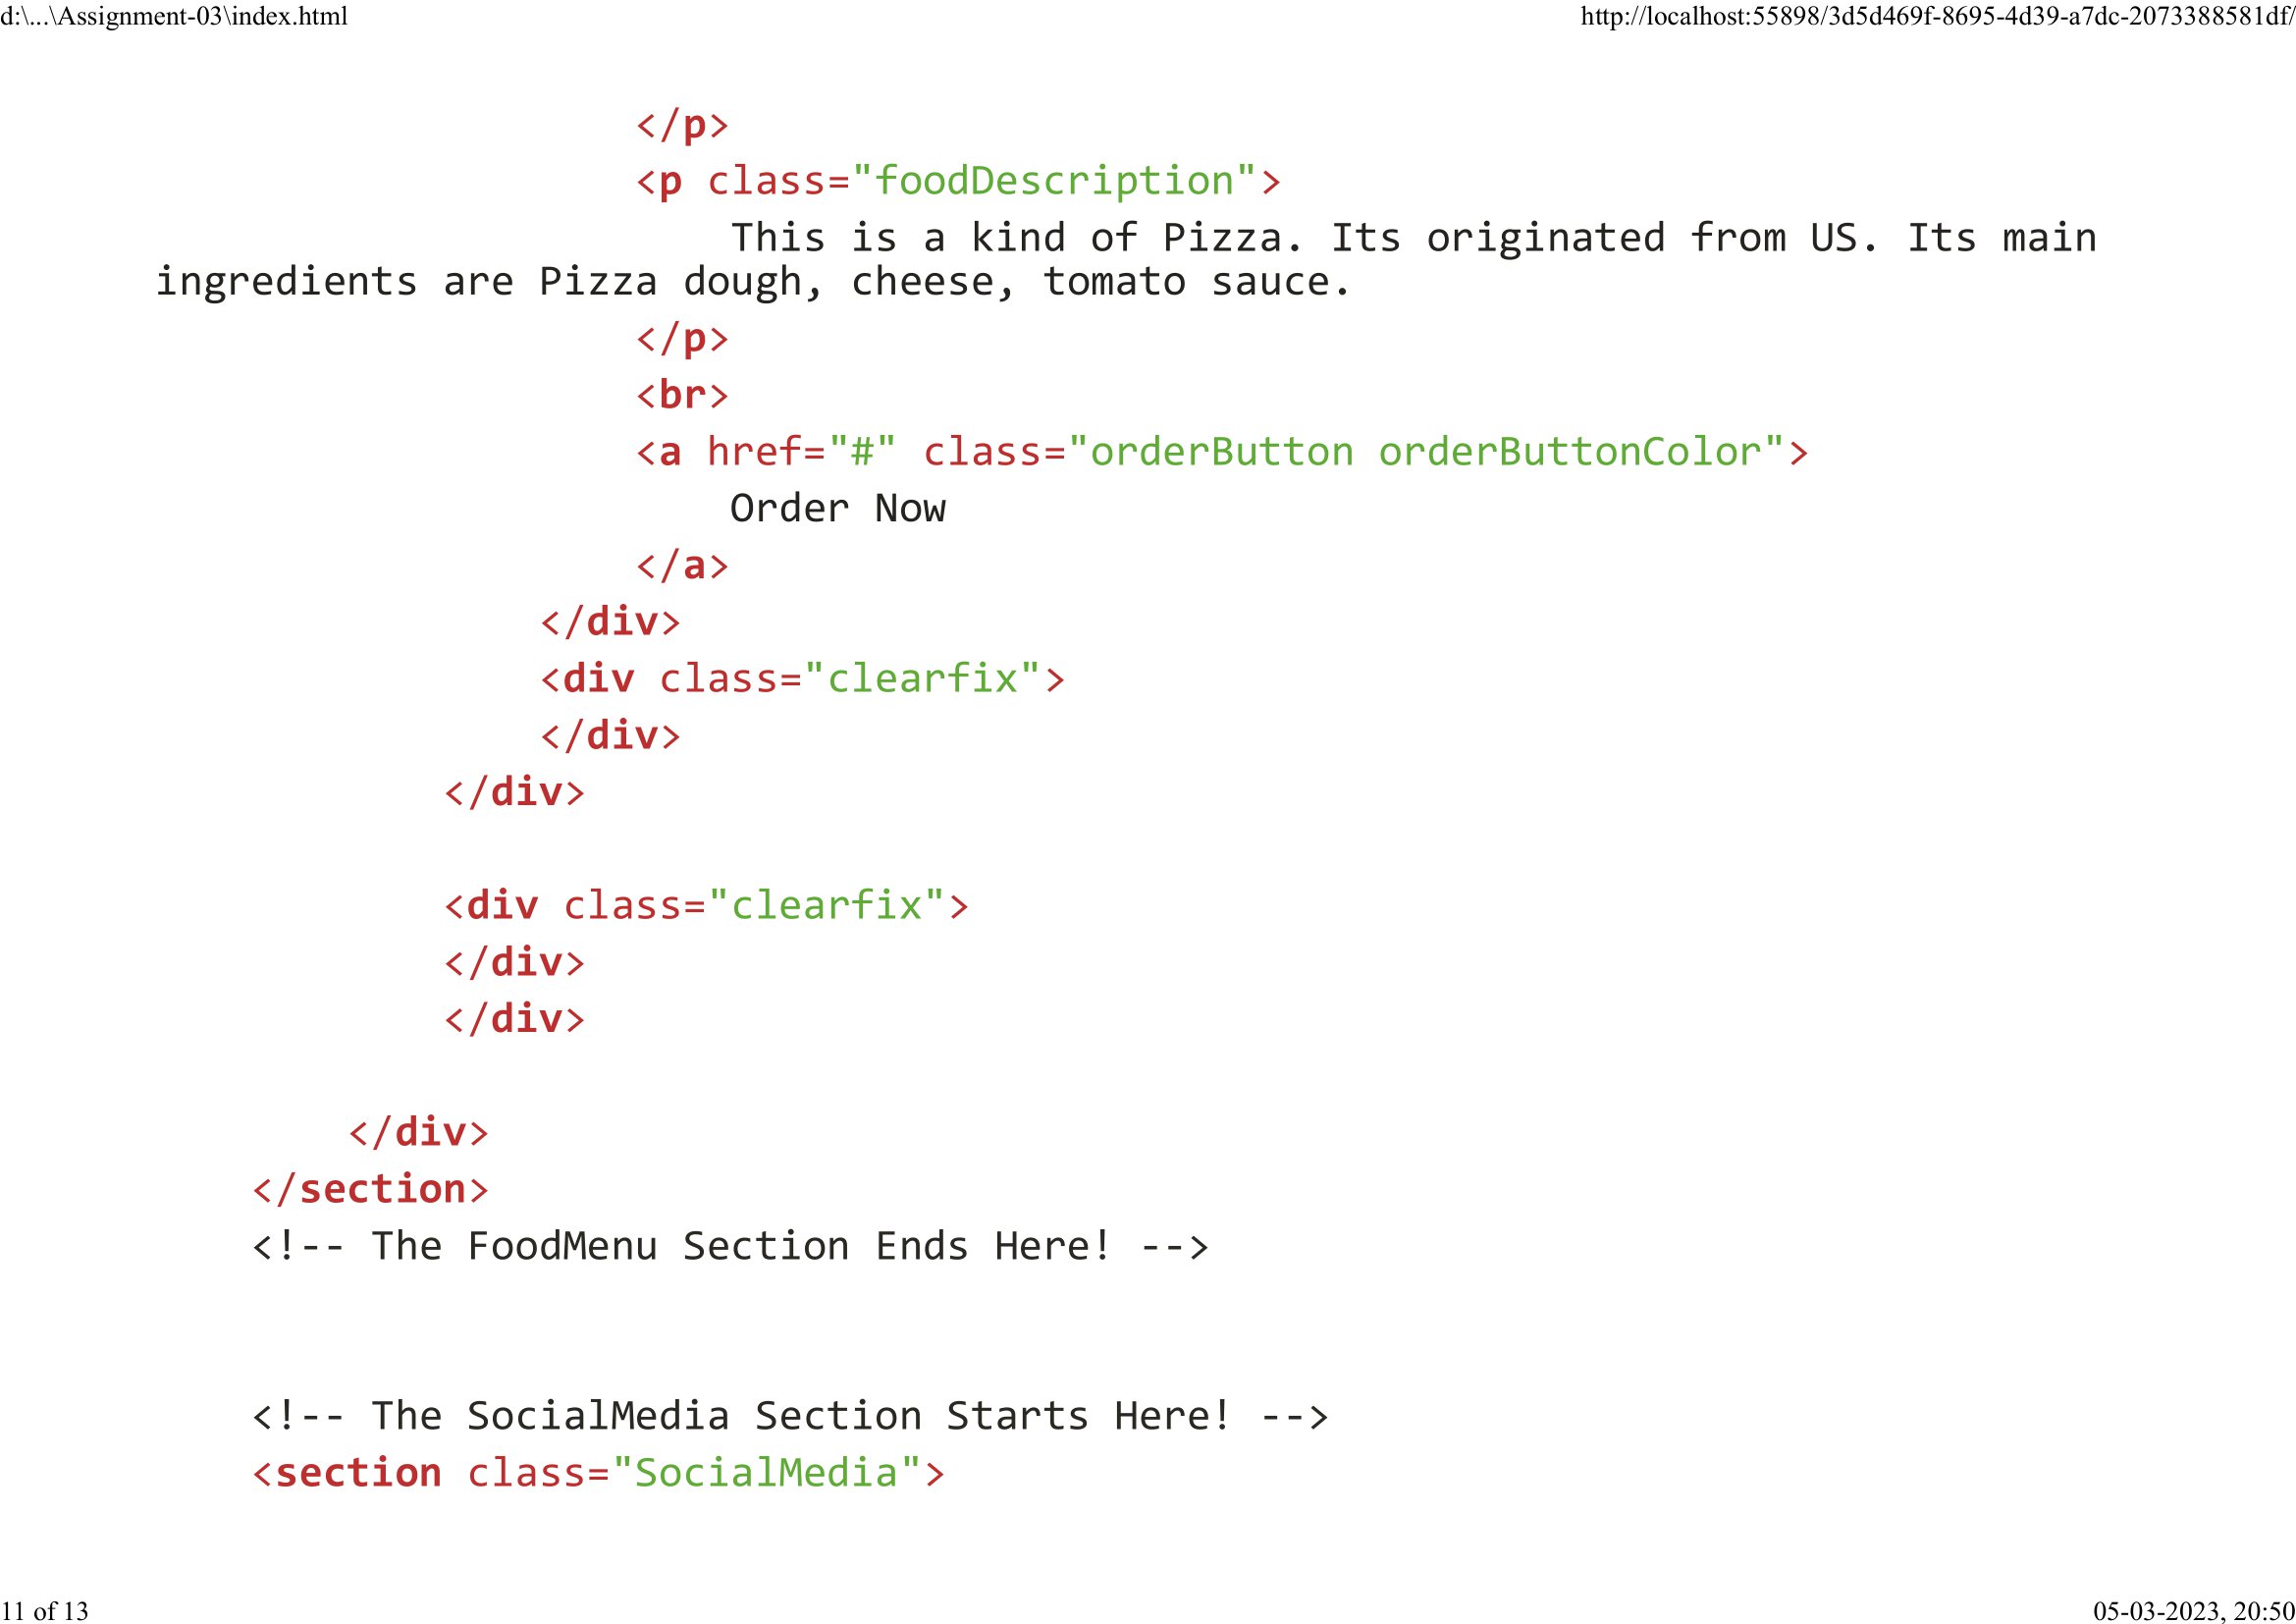 d:\...\Assignment-03\index.html http://localhost:55898/3d5d469f-8695-4d39-a7dc-2073388581df/
</p>
<p class="foodDescription">
This is a kind of Pizza. Its originated from US. Its main
ingredients are Pizza dough, cheese, tomato sauce.
</p>
<br>
<a href="#" class="orderButton orderButtonColor">
Order Now
</a>
</div>
<div class="clearfix">
</div>
</div>
<div class="clearfix">
</div>
</div>
</div>
</section>
<!-- The FoodMenu Section Ends Here! -->
<!-- The SocialMedia Section Starts Here! -->
<section class="SocialMedia">
11 of 13 05-03-2023, 20:50